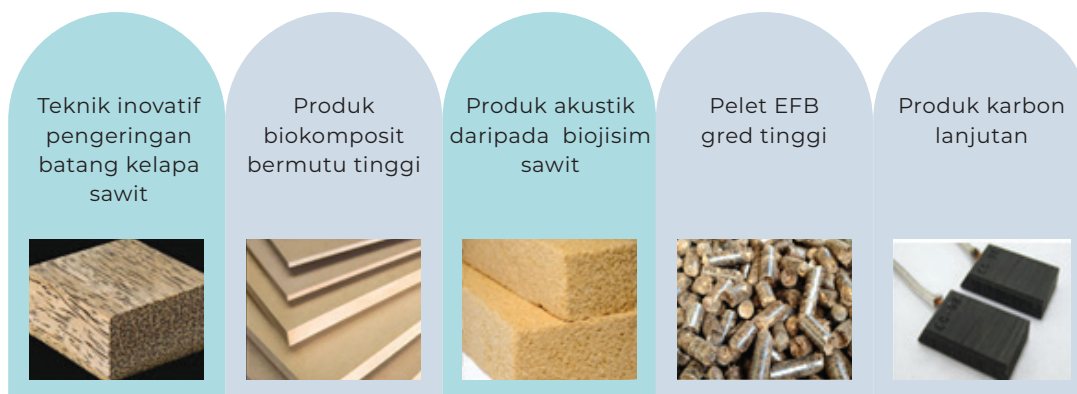 Teknik inovatif
pengeringan
batang kelapa
sawit
Produk
biokomposit
bermutu tinggi
Produk akustik
daripada biojisim
sawit
Pelet EFB
gred tinggi
Produk karbon
lanjutan